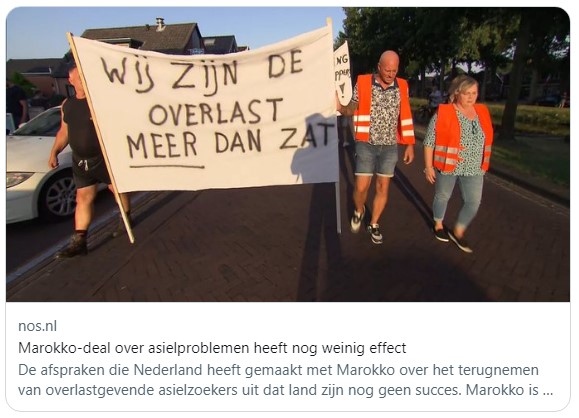 WIJ ZIJN DE
OVERLAST
MEER DAN ZAT
NG
PPER
nos.nl
Marokko-deal over asielproblemen heeft nog weinig effect
De afspraken die Nederland heeft gemaakt met Marokko over het terugnemen
van overlastgevende asielzoekers uit dat land zijn nog geen succes. Marokko is ...